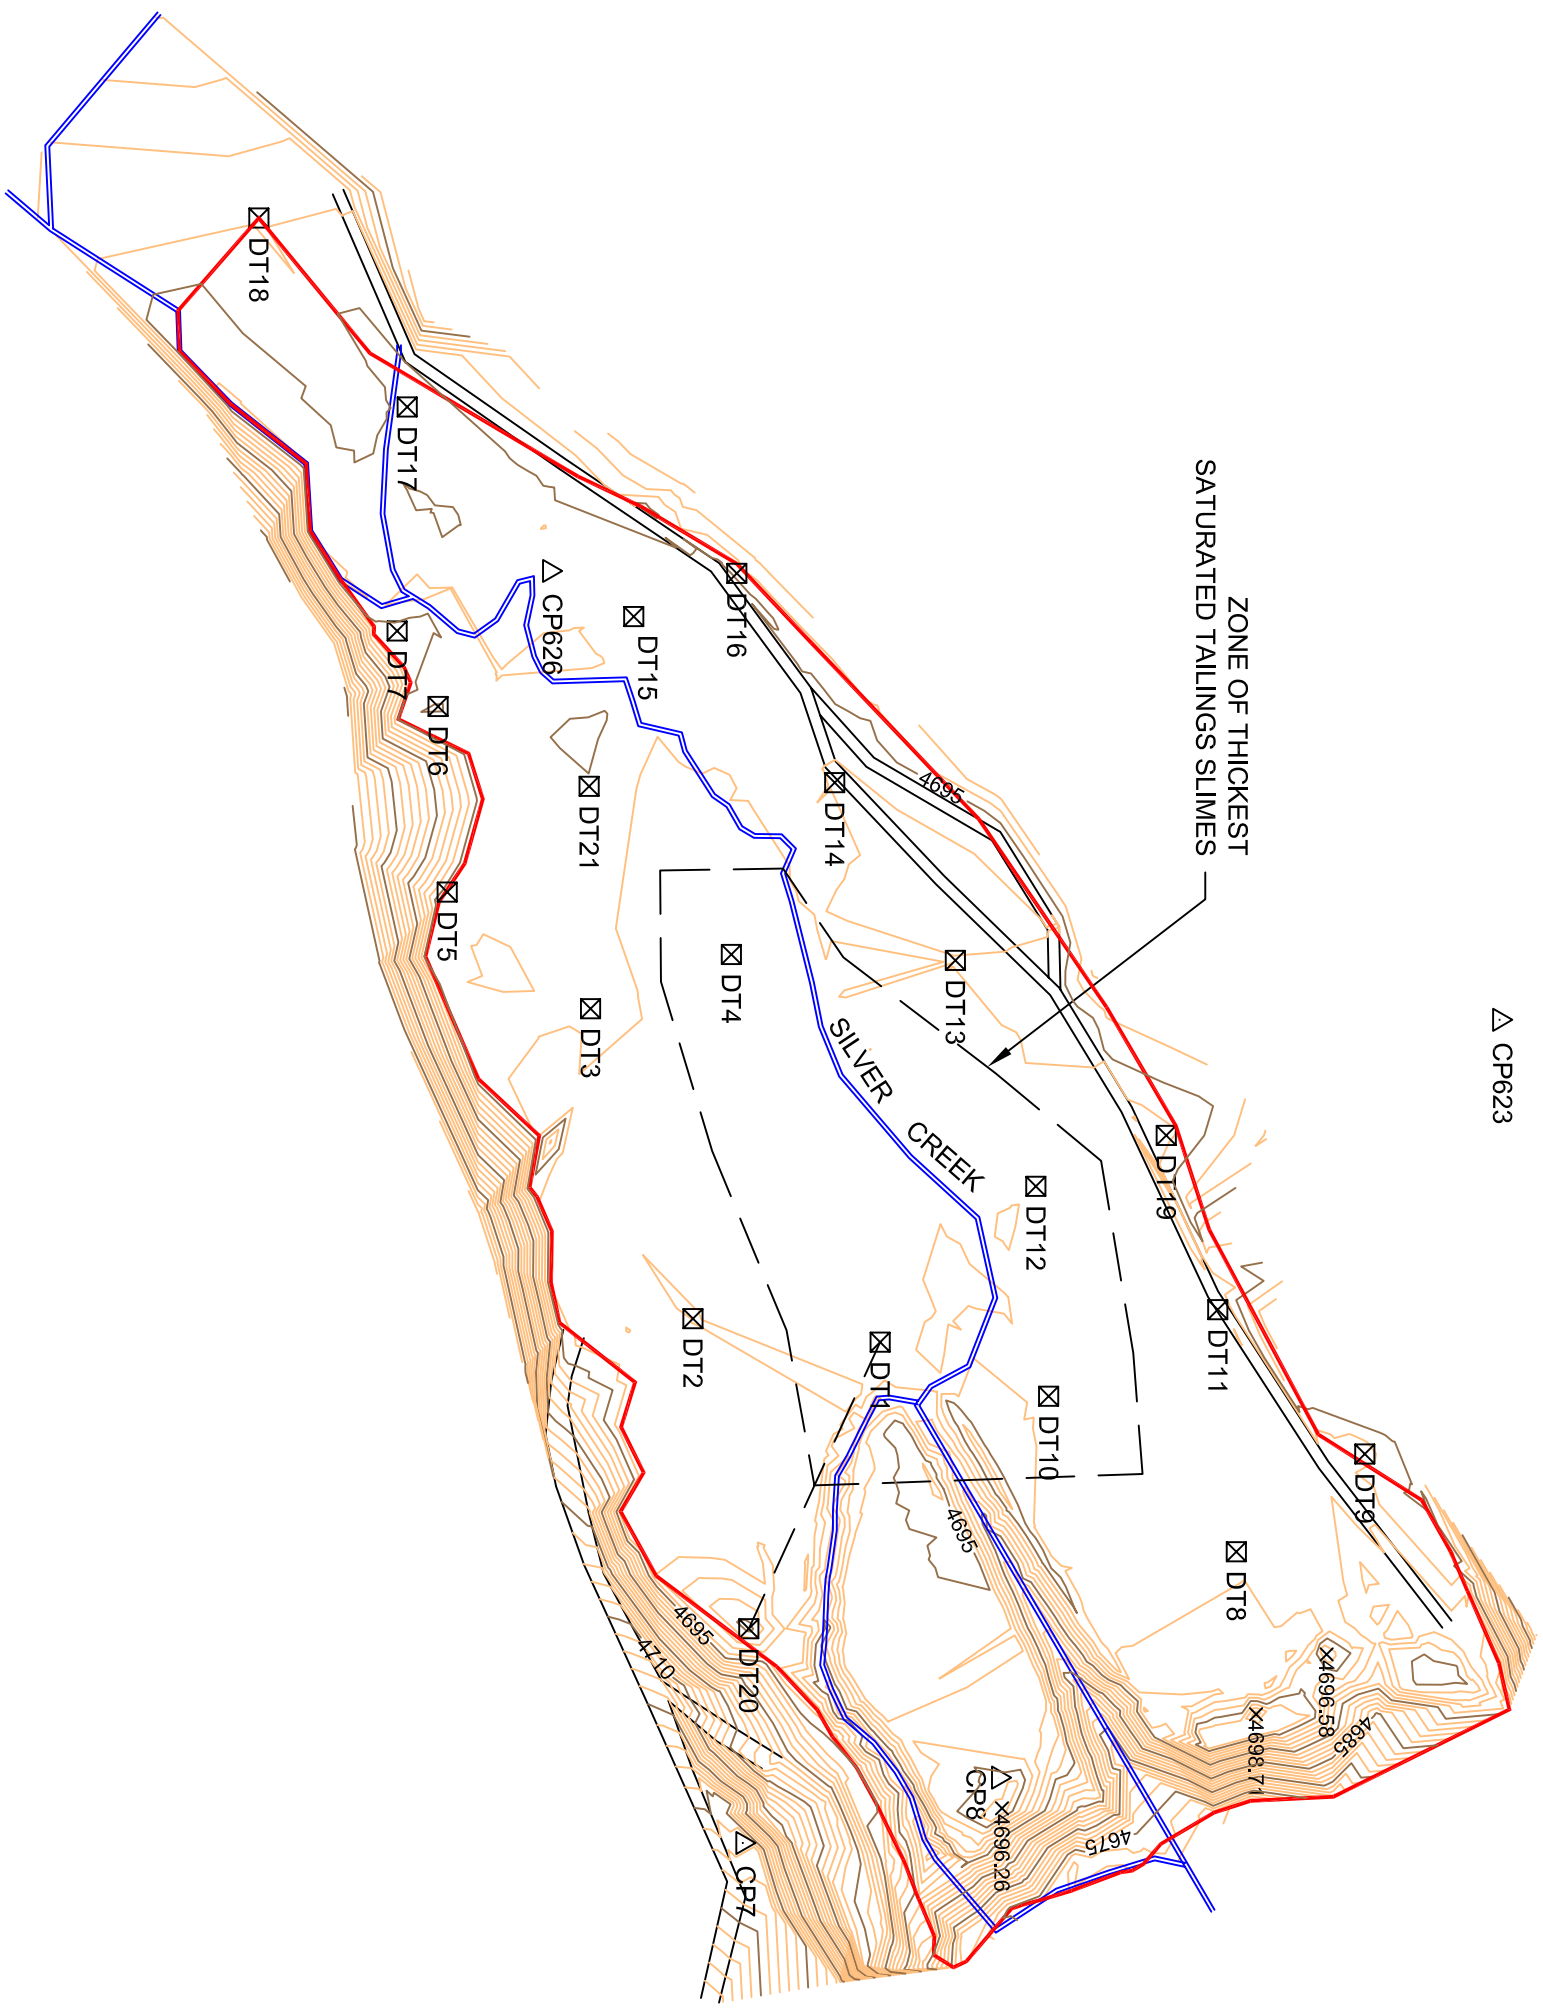 ZONE OF THICKEST
SATURATED TAILINGS SLIMES
CP623
DT18
DT17
CP626
DT16
DT15
DT7
DT6
DT21
DT14
4695
DT5
DT4
DT13
DT3
SILVER
CREEK
DT19
DT12
DT2
DT1
DT11
DT10
DT9
4695
DT8
4695
4710
DT20
×4696.58
×4698.71
4685
CP8
×4696.26
4675
CP7